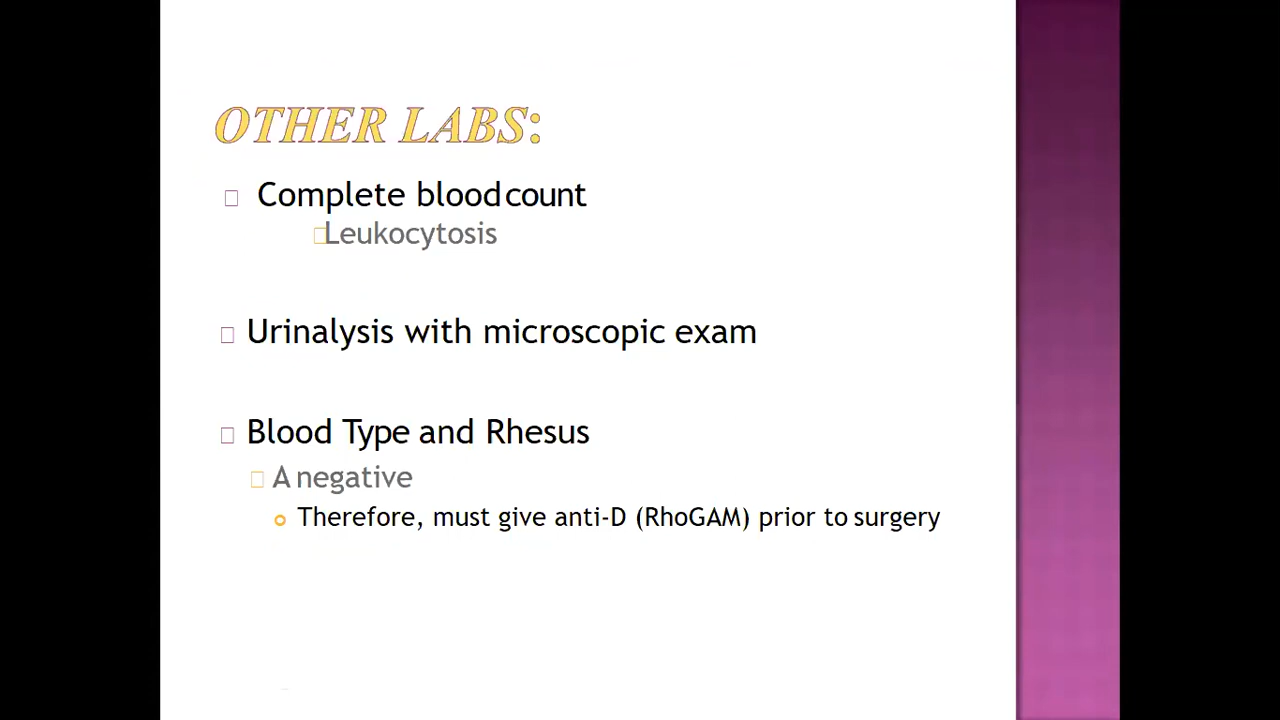 OTHER LABS:
Complete blood count
Leukocytosis
Urinalysis with microscopic exam
Blood Type and Rhesus
A negative
Therefore, must give anti-D (RhoGAM) prior to surgery